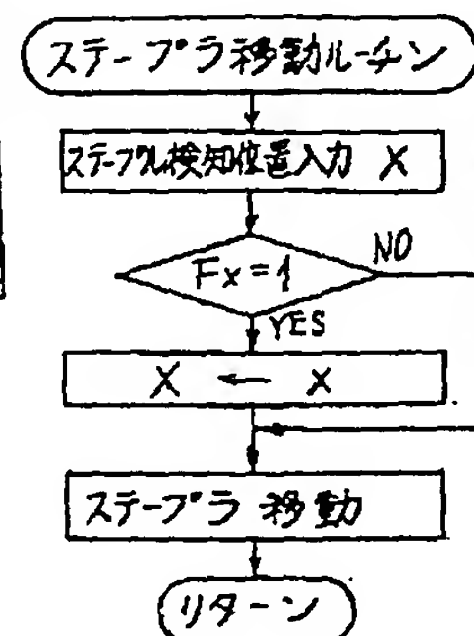 ステープラ移動ルーチン
ステープル検知位置入力 x
Fx=1
NO
YES
X ← x
ステープラ 移動
リターン